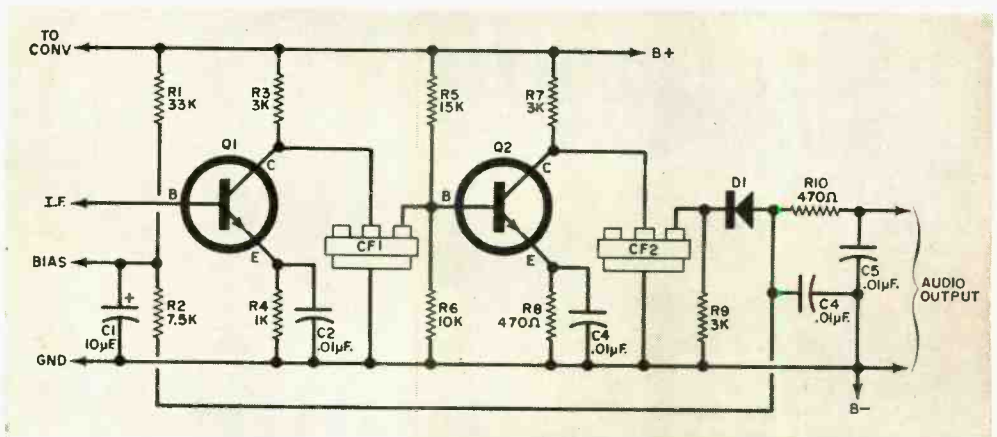 TO
CONV
B+
R1
33K
R3
3K
R5
15K
R7
3K
Q1
Q2
C
C
D1
R10
470Ω
I.F.
B
B
CF1
CF2
E
E
BIAS
C5
.01µF.
AUDIO
OUTPUT
C4
.01µF.
+
C1
10µF
R2
7.5K
R4
1K
C2
.01µF.
R6
10K
R8
470Ω
C4
.01µF.
R9
3K
GND
B-